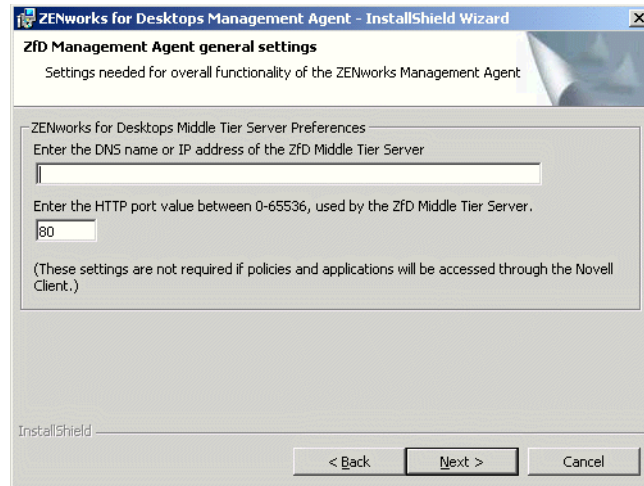 ZENworks for Desktops Management Agent - InstallShield Wizard
ZfD Management Agent general settings
Settings needed for overall functionality of the ZENworks Management Agent
ZENworks for Desktops Middle Tier Server Preferences
Enter the DNS name or IP address of the ZfD Middle Tier Server
Enter the HTTP port value between 0-65536, used by the ZfD Middle Tier Server.
80
(These settings are not required if policies and applications will be accessed through the Novell
Client.)
InstallShield
< Back
Next >
Cancel